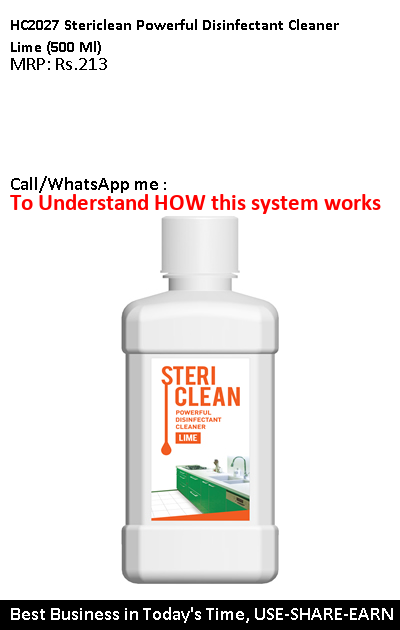 HC2027 Stericlean Powerful Disinfectant Cleaner
Lime (500 Ml)
MRP: Rs.213
Call/WhatsApp me :
To Understand HOW this system works
STERI
CLEAN
POWERFUL
DISINFECTANT
CLEANER
LIME
Best Business in Today's Time, USE-SHARE-EARN